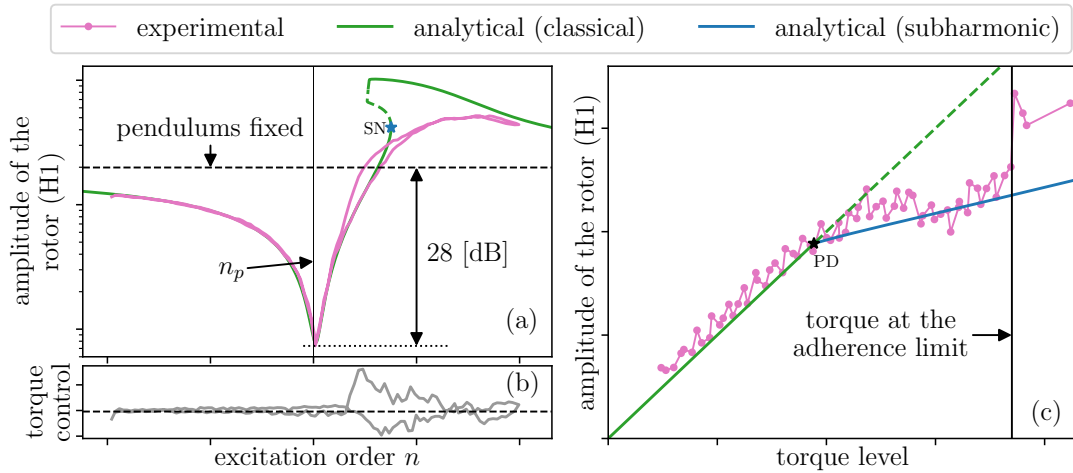 experimental
analytical (classical)
analytical (subharmonic)
amplitude of the
rotor (H1)
pendulums fixed
SN
28 [dB]
n_p
(a)
torque
control
(b)
excitation order n
amplitude of the rotor (H1)
PD
torque at the
adherence limit
(c)
torque level